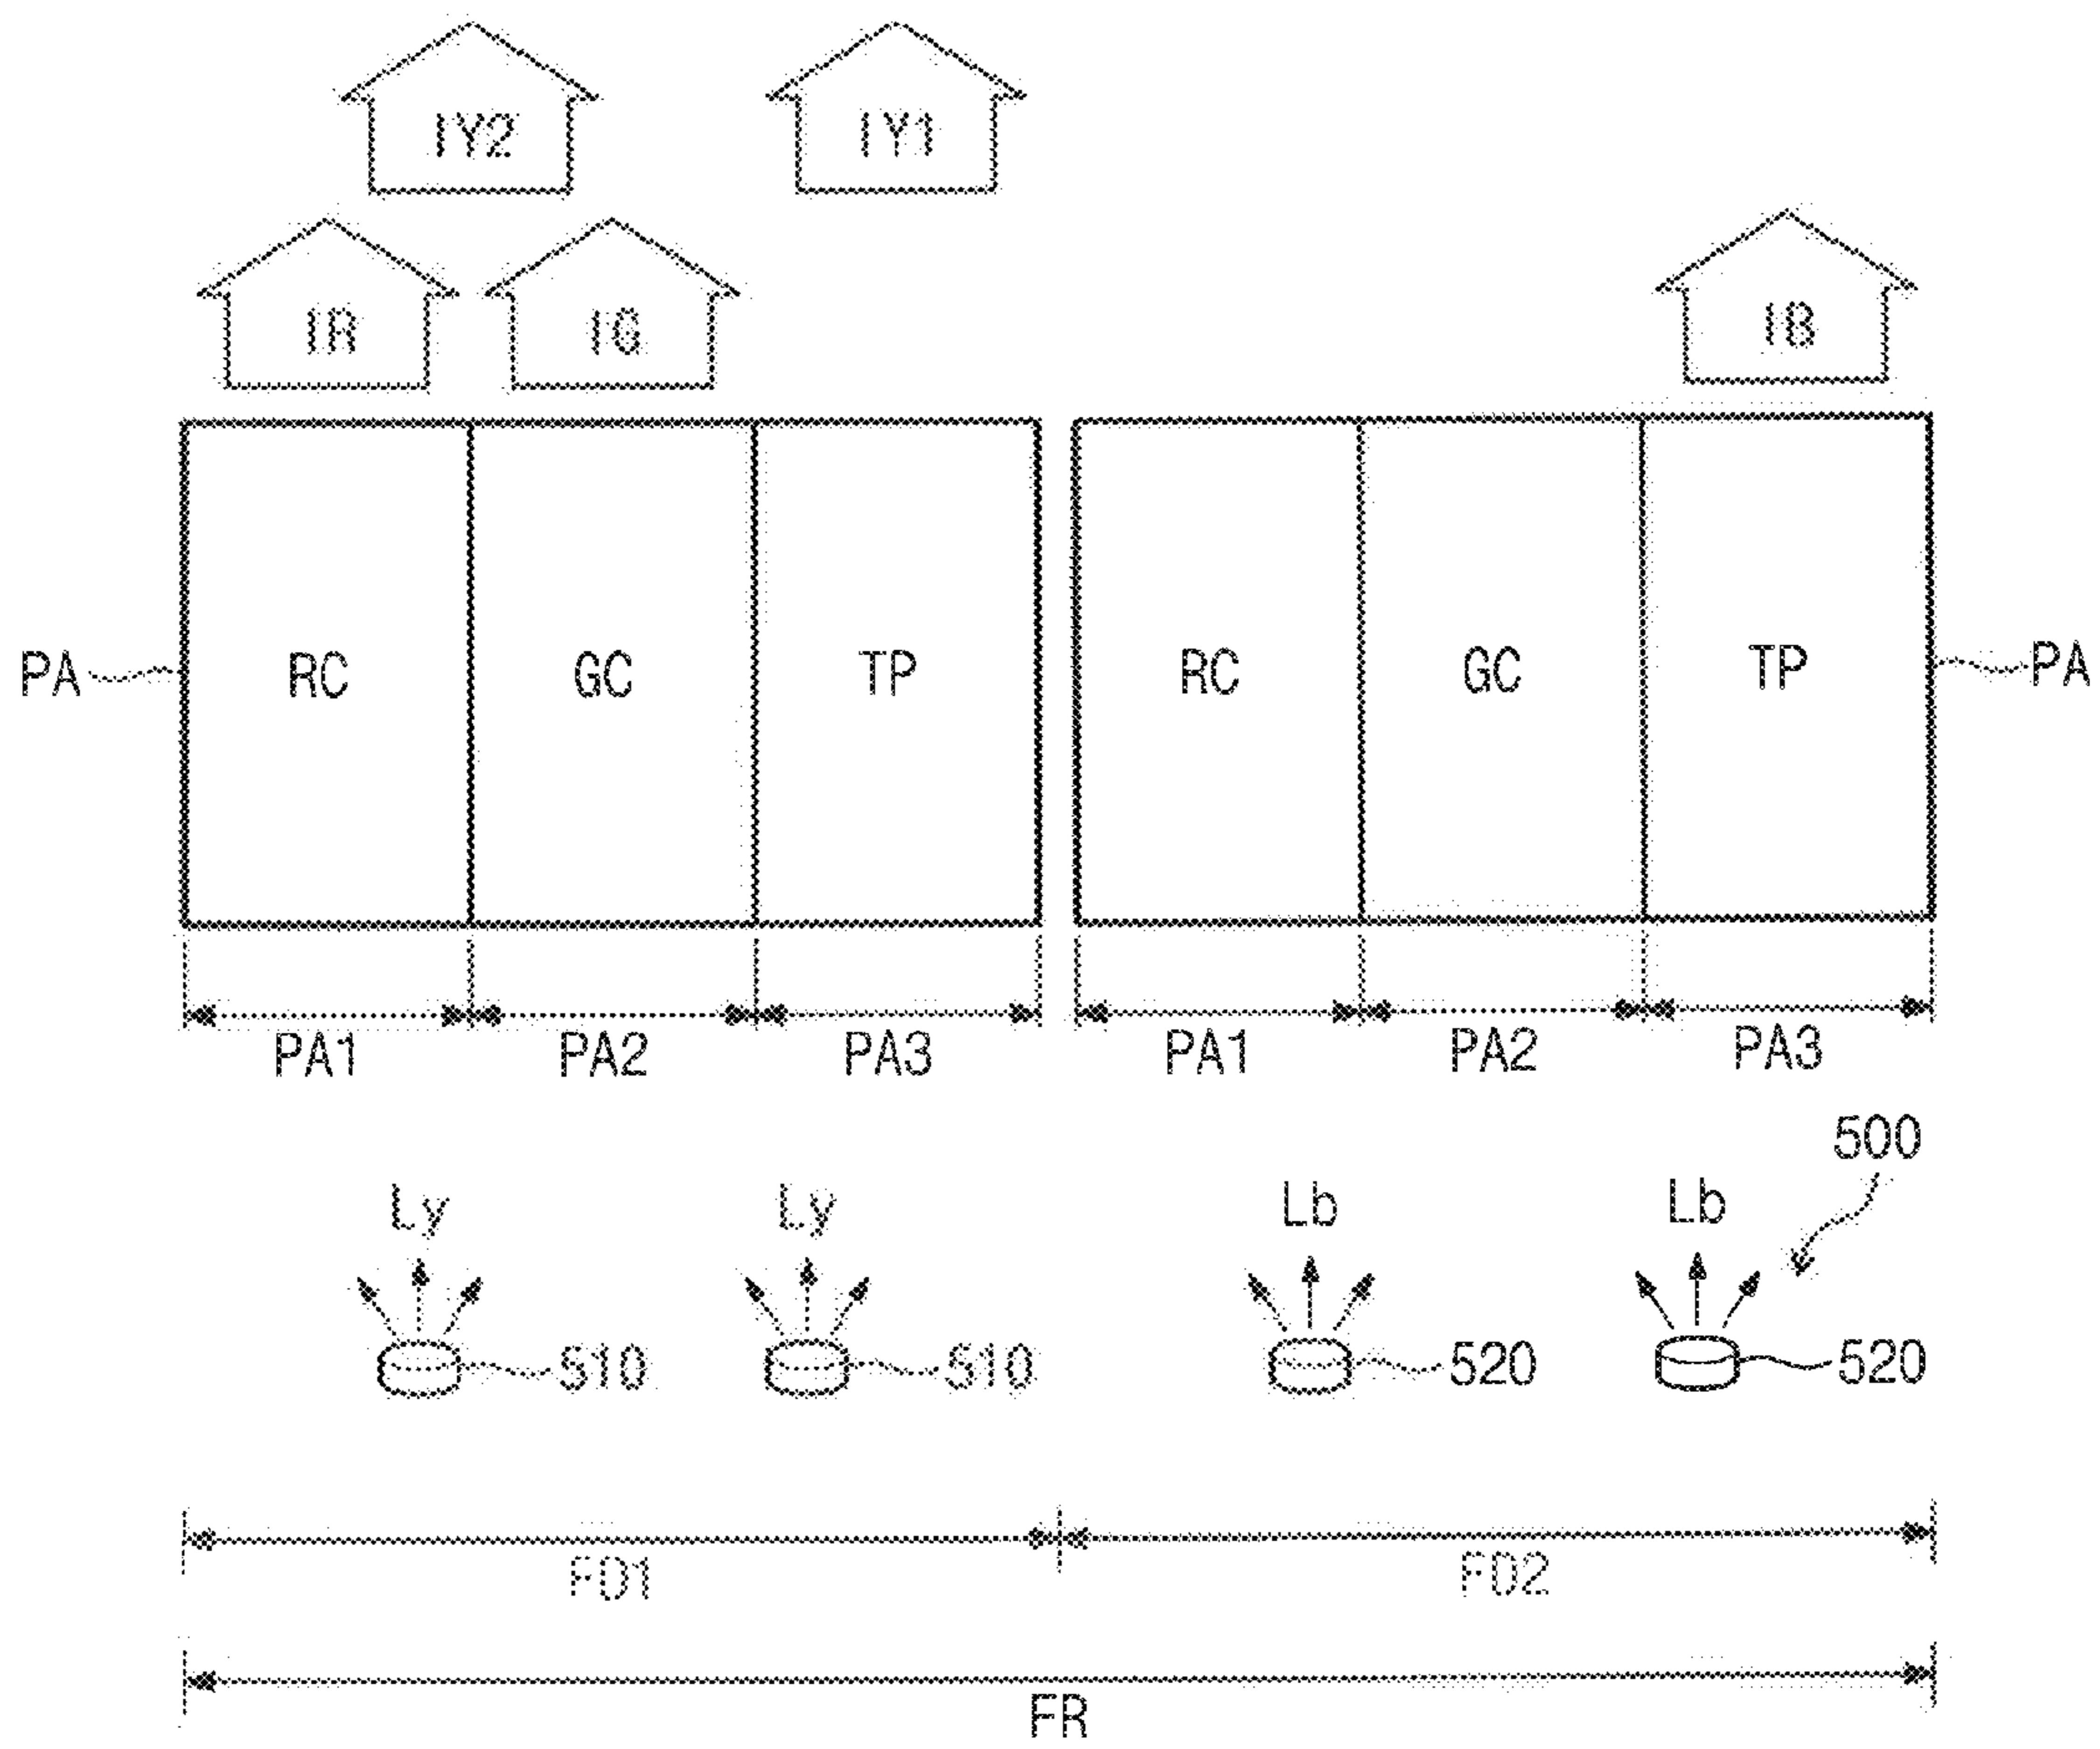 IY2 IY1
IR IG IB
PA RC GC TP RC GC TP PA
PA1 PA2 PA3 PA1 PA2 PA3
500
Ly Ly Lb Lb
510 510 520 520
FD1 FD2
FR